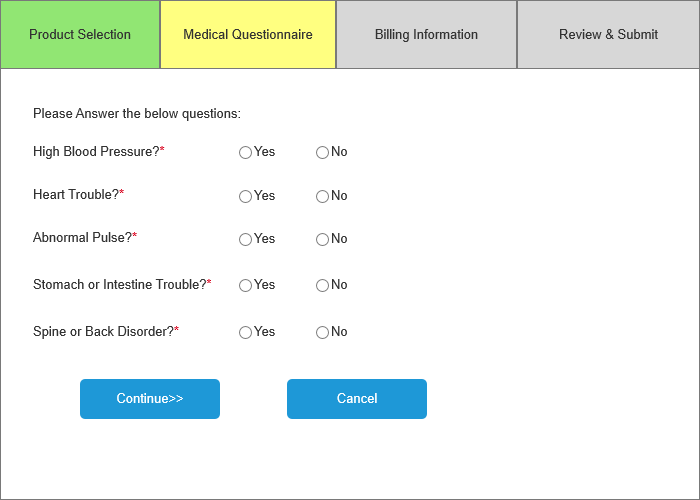 Product Selection Medical Questionnaire Billing Information Review & Submit
Please Answer the below questions:
High Blood Pressure?* Yes No
Heart Trouble?* Yes No
Abnormal Pulse?* Yes No
Stomach or Intestine Trouble?* Yes No
Spine or Back Disorder?* Yes No
Continue>> Cancel